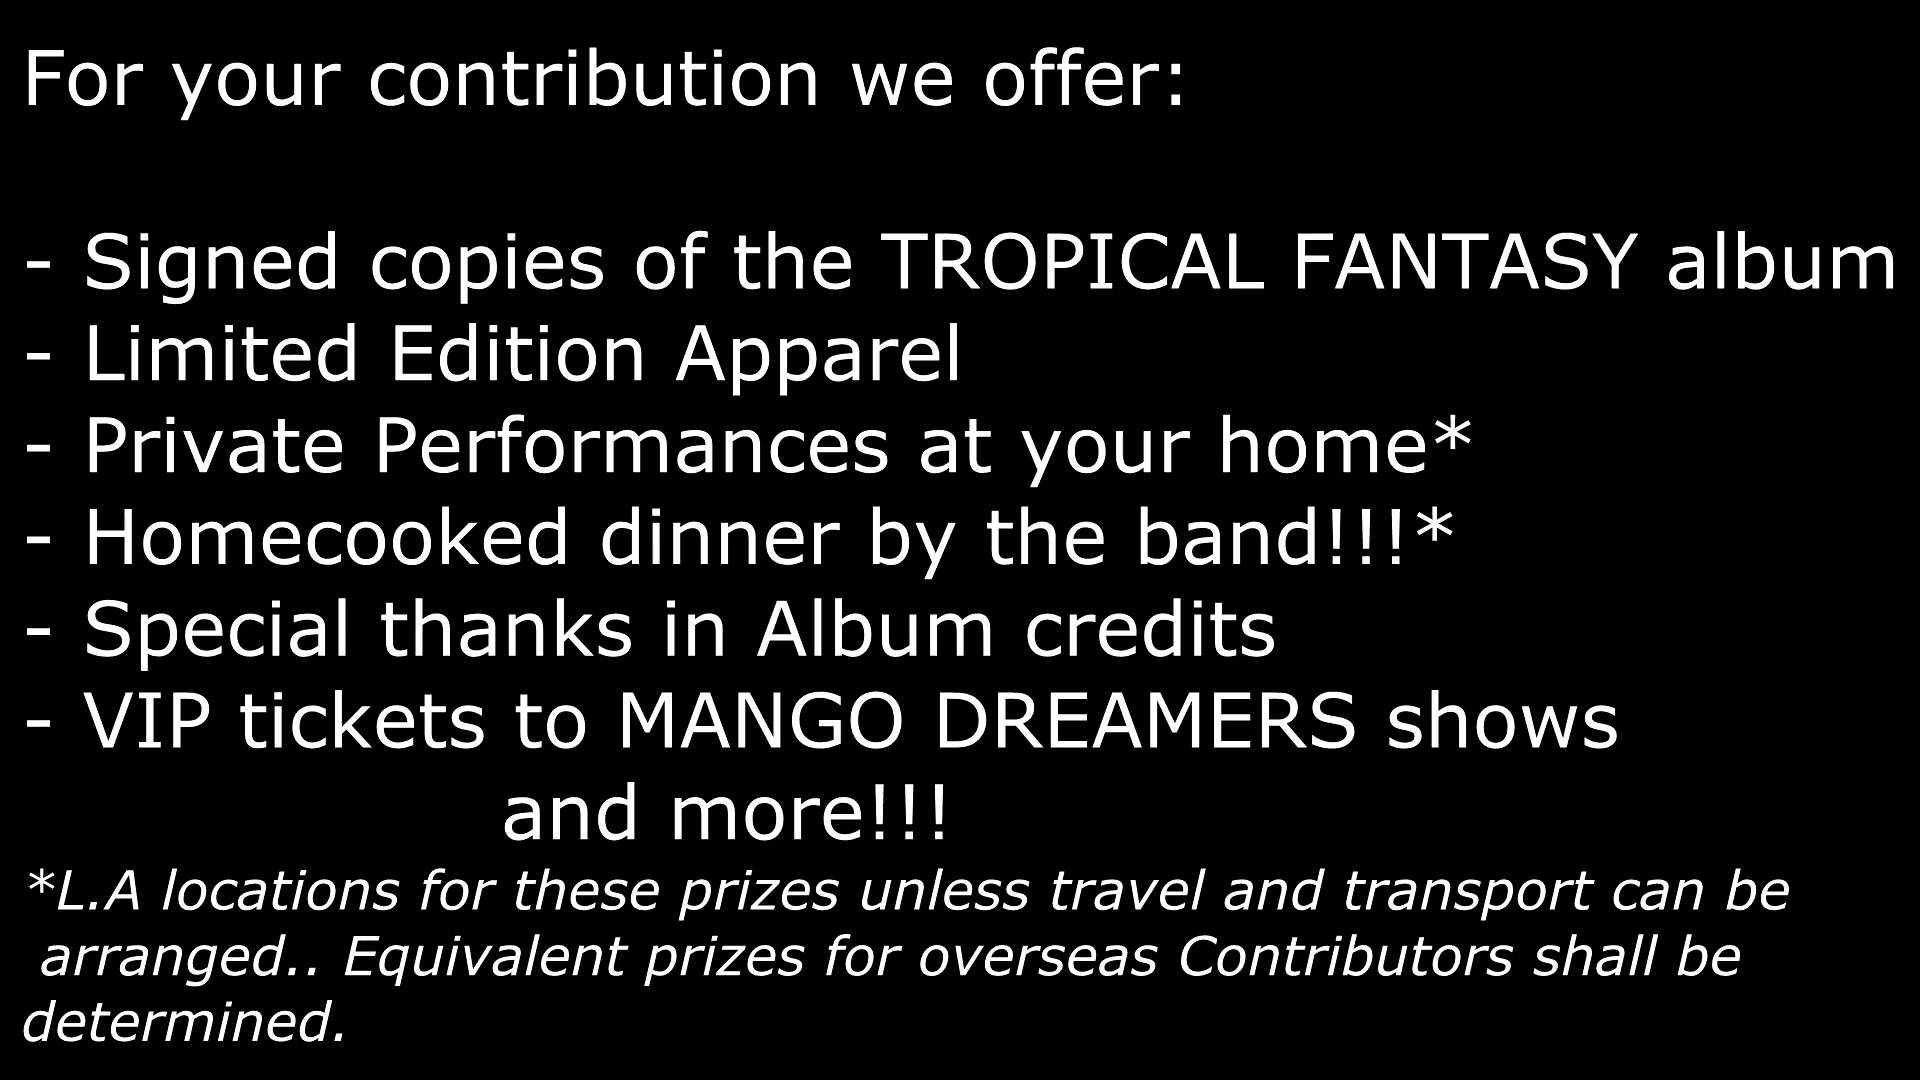 For your contribution we offer:
- Signed copies of the TROPICAL FANTASY album
- Limited Edition Apparel
- Private Performances at your home*
- Homecooked dinner by the band!!!*
- Special thanks in Album credits
- VIP tickets to MANGO DREAMERS shows
and more!!!
*L.A locations for these prizes unless travel and transport can be
arranged.. Equivalent prizes for overseas Contributors shall be
determined.